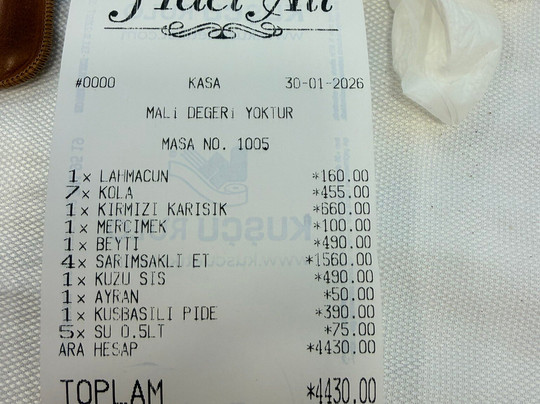 Hacı Ali
#0000 KASA 30-01-2026
MALİ DEGERİ YOKTUR
MASA NO. 1005
1x LAHMACUN *160.00
7x KOLA *455.00
1x KIRMIZI KARISIK *660.00
1x MERCIMEK *100.00
1x BEYTI *490.00
4x SARIMSAKLI ET *1560.00
1x KUZU SIS *490.00
1x AYRAN *50.00
1x KUSBASILI PIDE *390.00
5x SU 0.5LT *75.00
ARA HESAP *4430.00
TOPLAM *4430.00